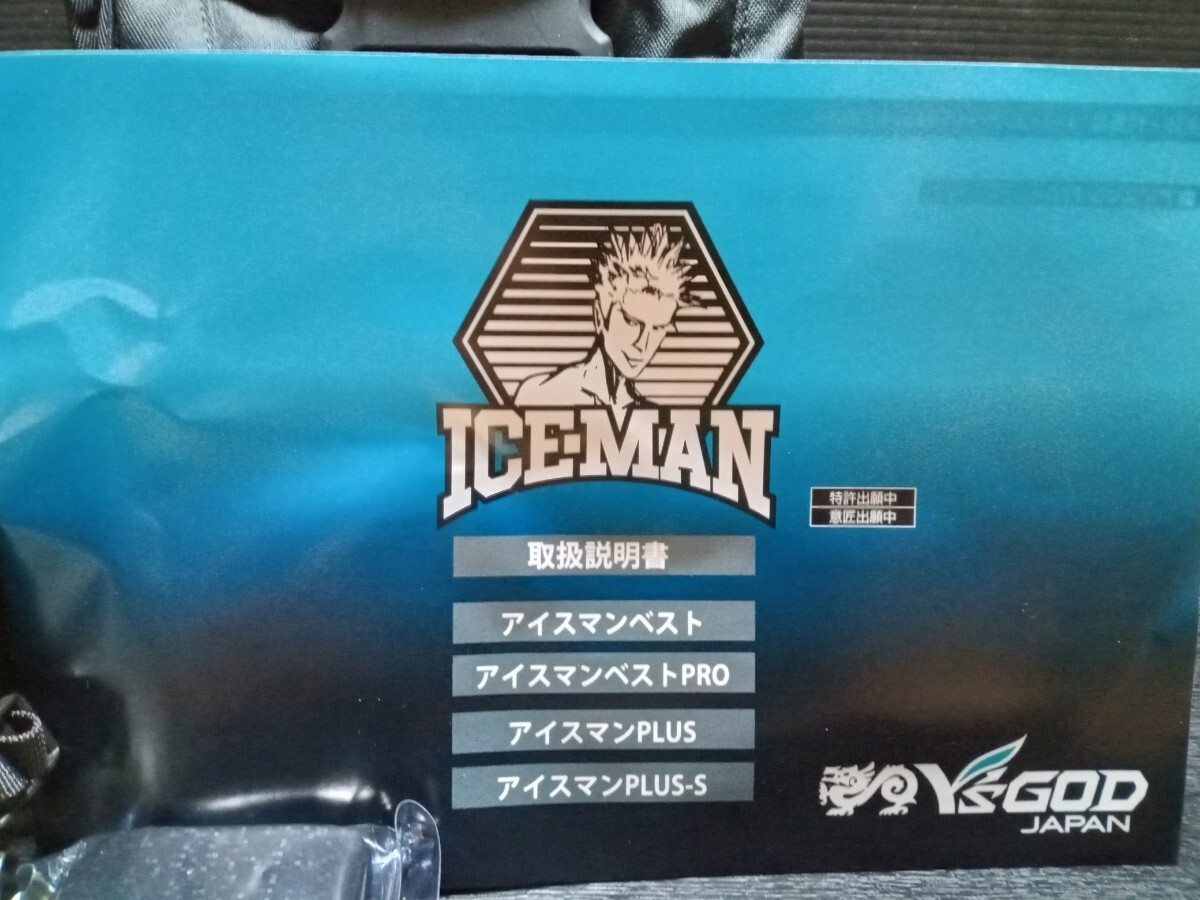 ICE-MAN
特許出願中
意匠出願中
取扱説明書
アイスマンベスト
アイスマンベストPRO
アイスマンPLUS
アイスマンPLUS-S
Y'sGOD
JAPAN